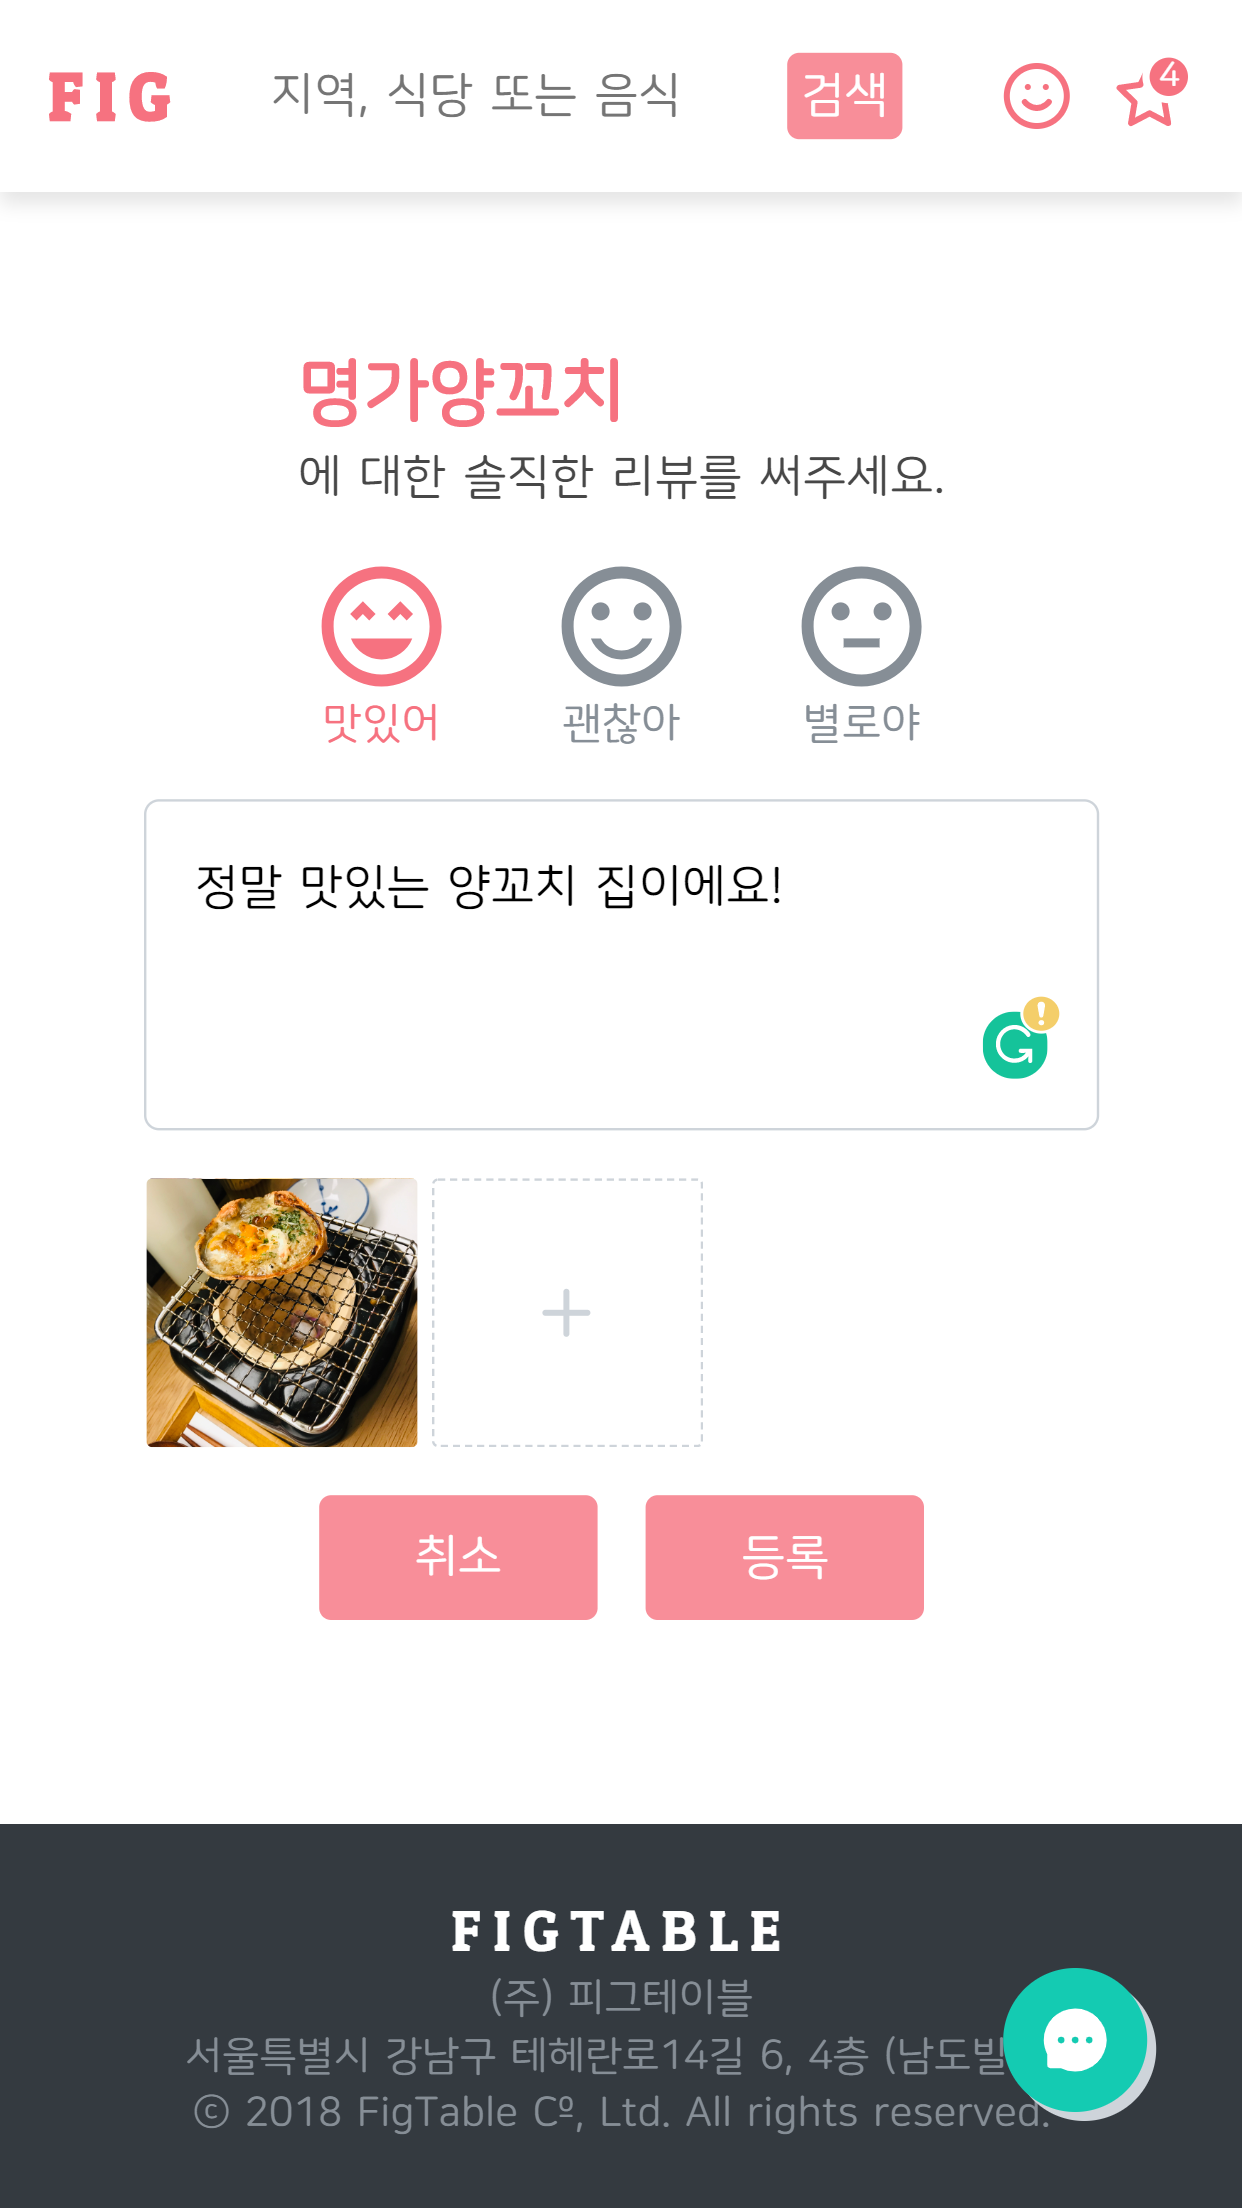 FIG 지역, 식당 또는 음식 검색 4
명가양꼬치
에 대한 솔직한 리뷰를 써주세요.
맛있어 괜찮아 별로야
정말 맛있는 양꼬치 집이에요!
취소 등록
FIGTABLE
(주) 피그테이블
서울특별시 강남구 테헤란로14길 6, 4층 (남도빌
© 2018 FigTable Cº, Ltd. All rights reserved.